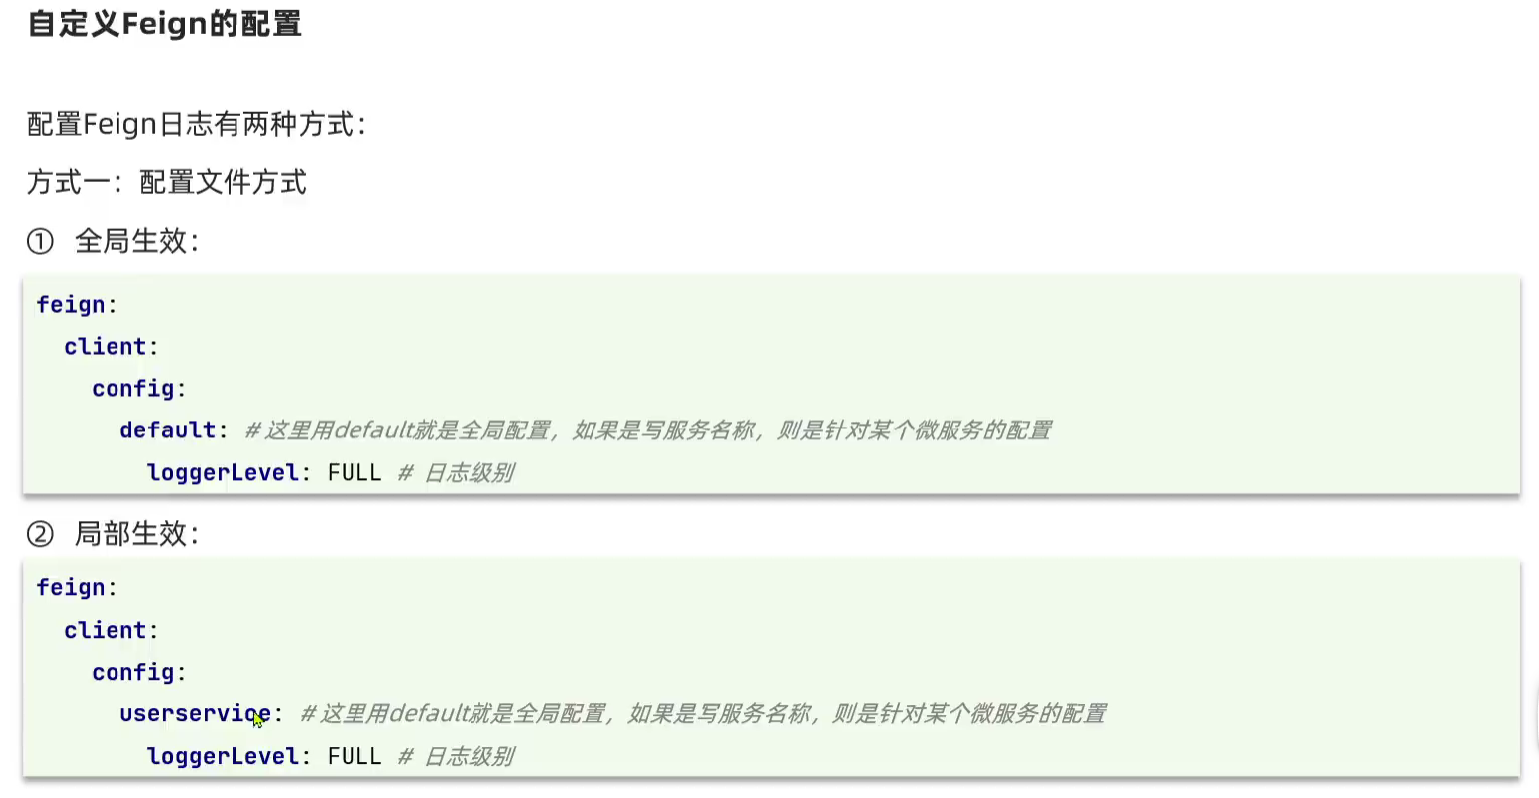 自定义Feign的配置
配置Feign日志有两种方式：
方式一：配置文件方式
① 全局生效：
feign:
  client:
    config:
      default: # 这里用default就是全局配置，如果是写服务名称，则是针对某个微服务的配置
        loggerLevel: FULL # 日志级别
② 局部生效：
feign:
  client:
    config:
      userservice: # 这里用default就是全局配置，如果是写服务名称，则是针对某个微服务的配置
        loggerLevel: FULL # 日志级别